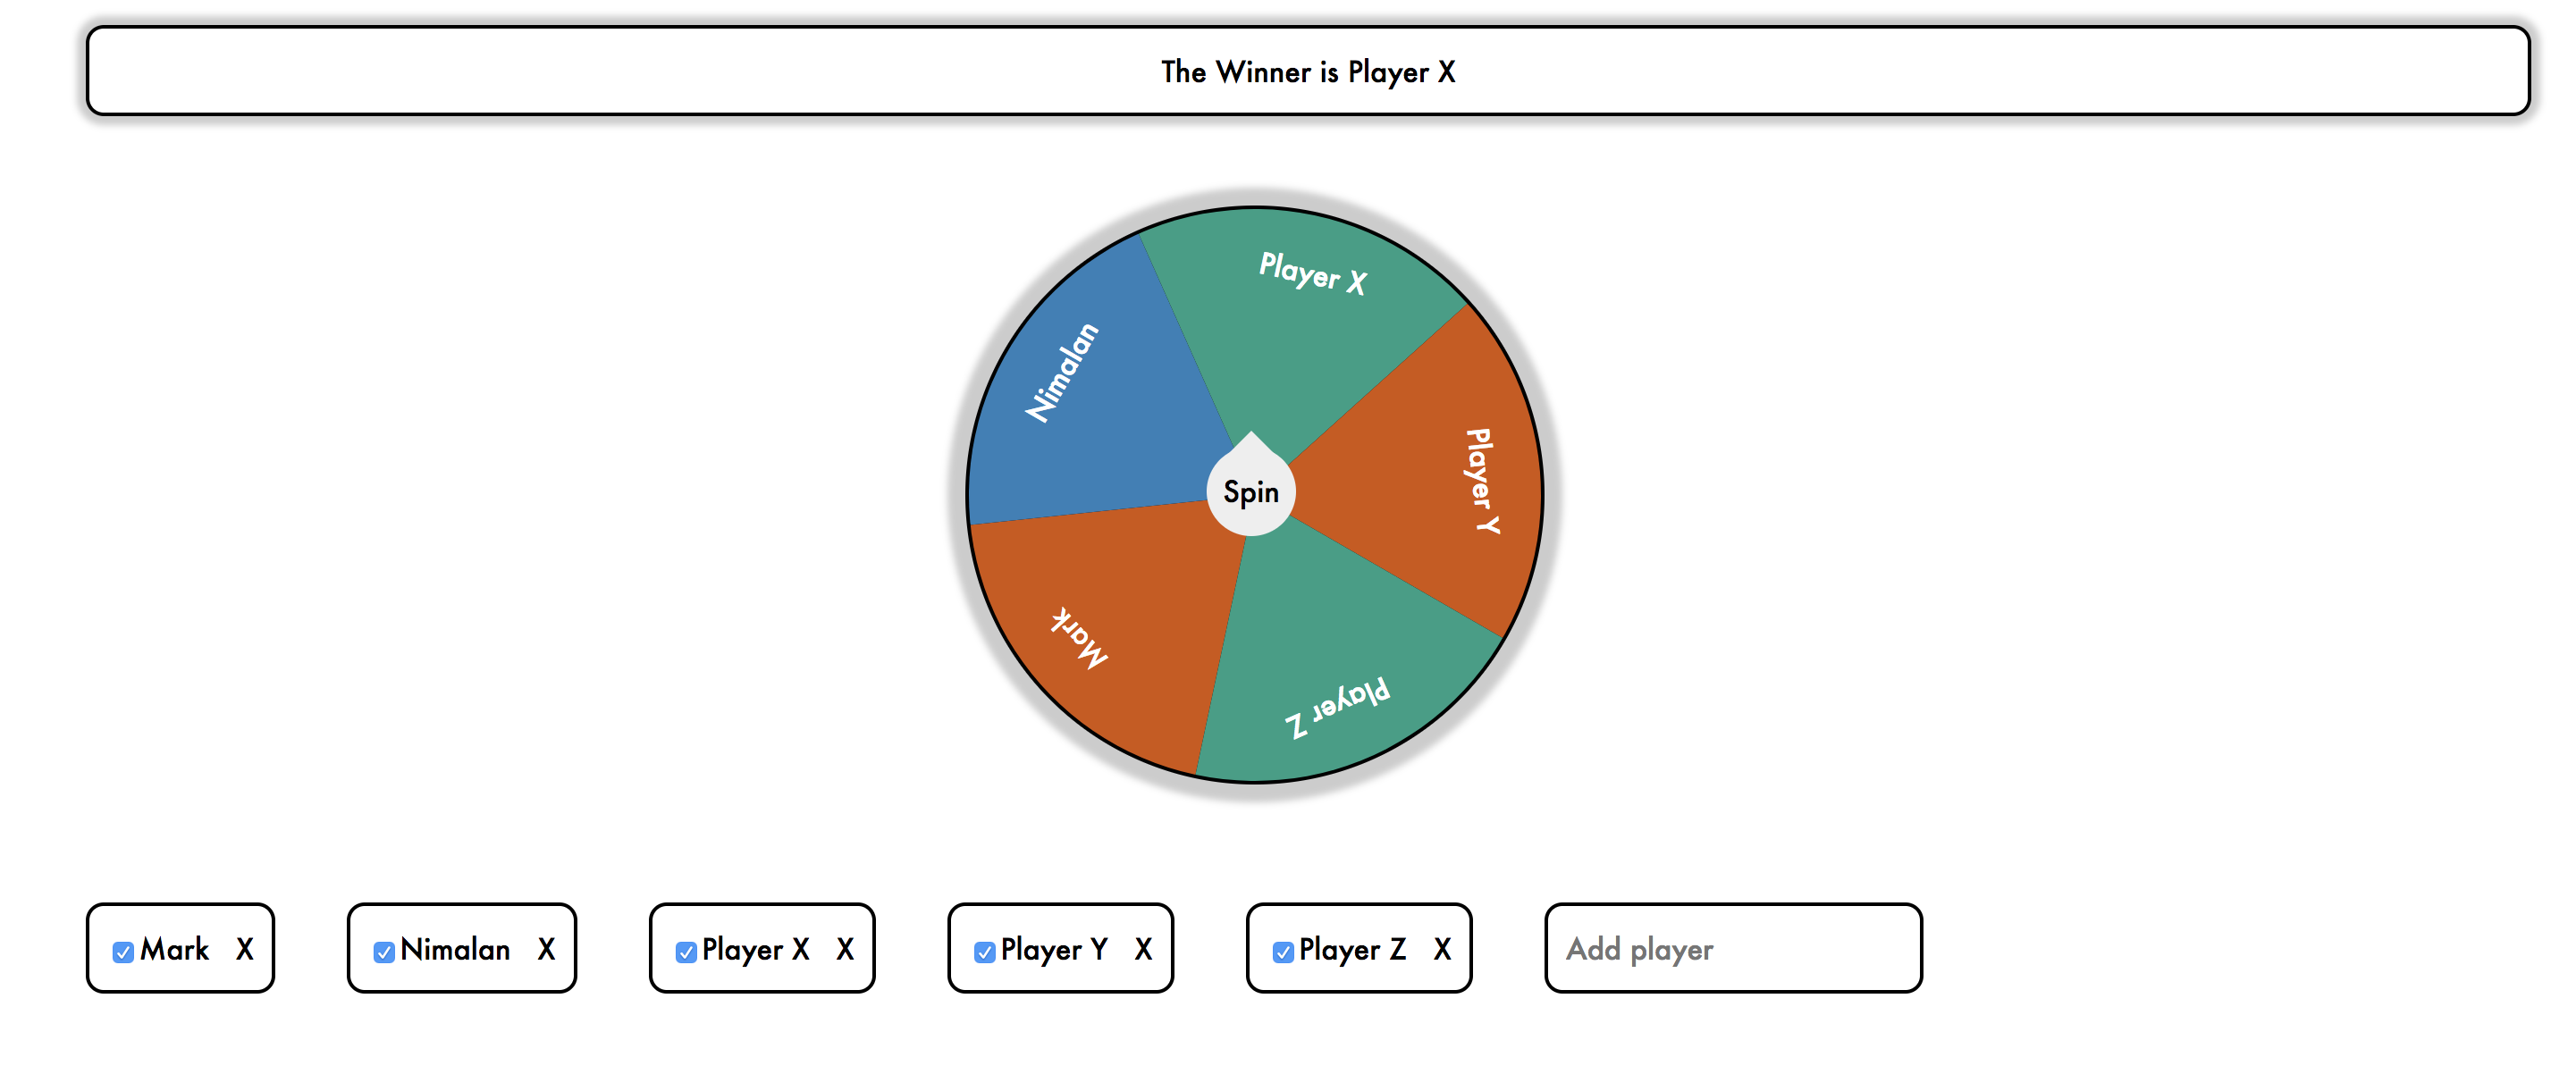 The Winner is Player X
Player X
Nimalan
Player Y
Spin
Mark
Player Z
Mark X
Nimalan X
Player X X
Player Y X
Player Z X
Add player